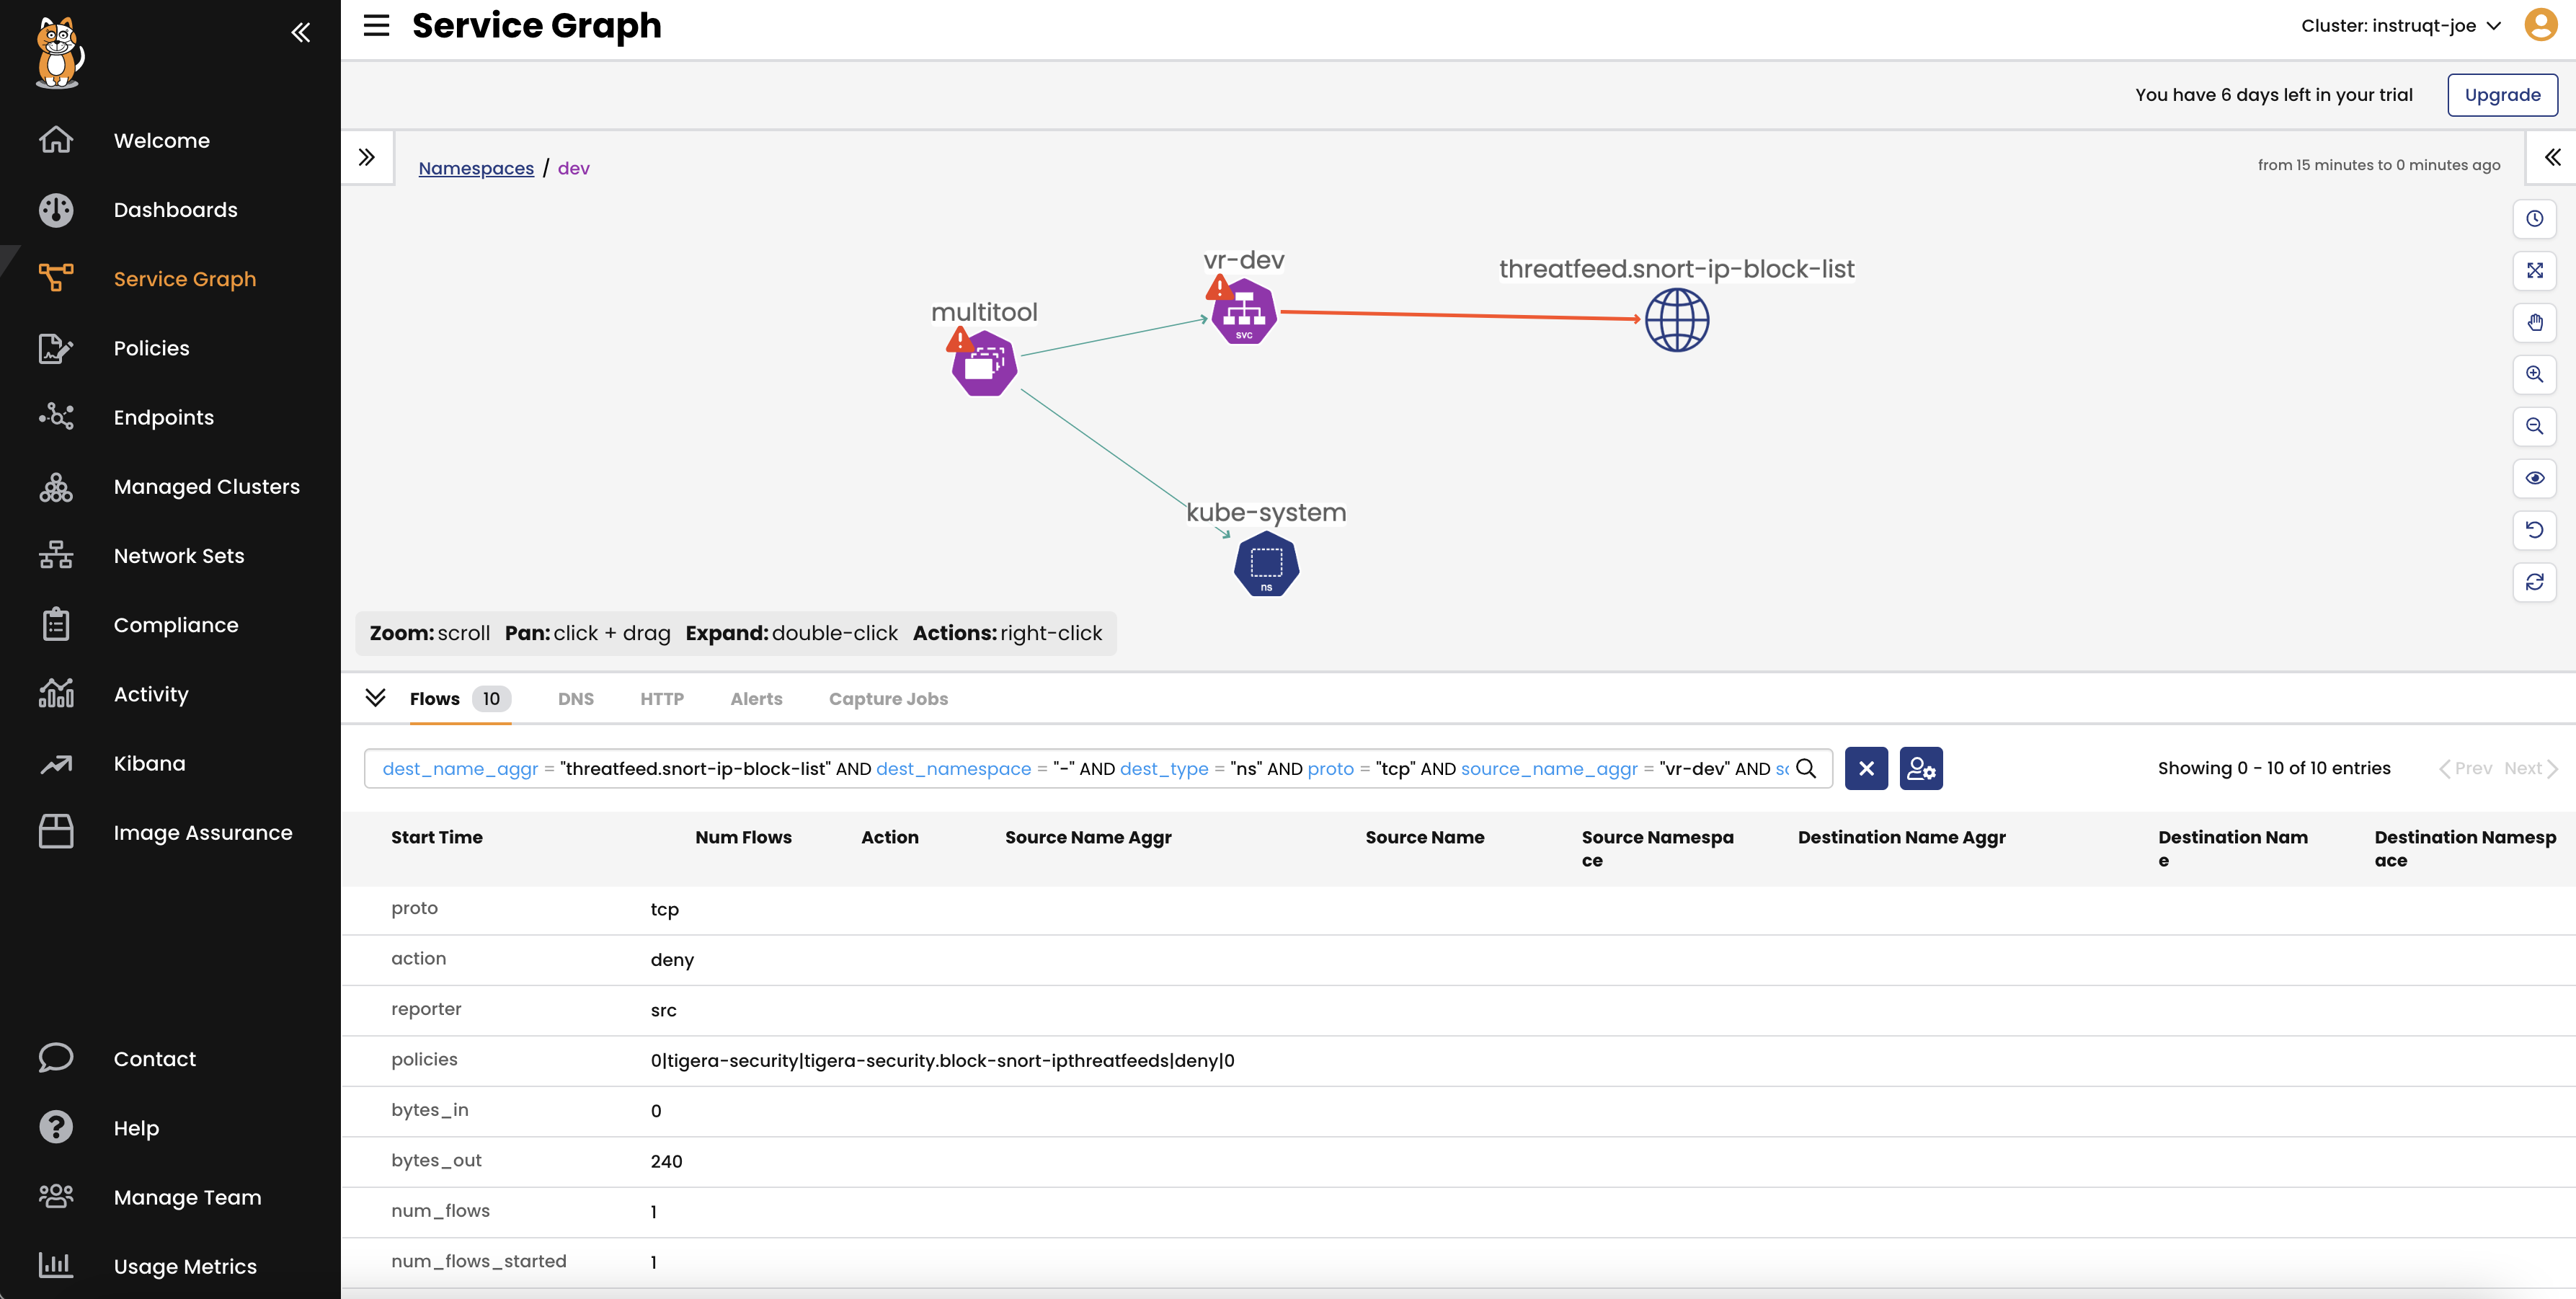 Service Graph
Cluster: instruqt-joe
You have 6 days left in your trial
Upgrade
Welcome
Dashboards
Service Graph
Policies
Endpoints
Managed Clusters
Network Sets
Compliance
Activity
Kibana
Image Assurance
Contact
Help
Manage Team
Usage Metrics
Namespaces / dev
from 15 minutes to 0 minutes ago
vr-dev
svc
threatfeed.snort-ip-block-list
multitool
kube-system
ns
Zoom: scroll Pan: click + drag Expand: double-click Actions: right-click
Flows 10 DNS HTTP Alerts Capture Jobs
dest_name_aggr = "threatfeed.snort-ip-block-list" AND dest_namespace = "-" AND dest_type = "ns" AND proto = "tcp" AND source_name_aggr = "vr-dev" AND
Showing 0 - 10 of 10 entries
Prev Next
Start Time Num Flows Action Source Name Aggr Source Name Source Namespa Destination Name Aggr Destination Nam Destination Namesp
ce e ace
proto tcp
action deny
reporter src
policies 0|tigera-security|tigera-security.block-snort-ipthreatfeeds|deny|0
bytes_in 0
bytes_out 240
num_flows 1
num_flows_started 1